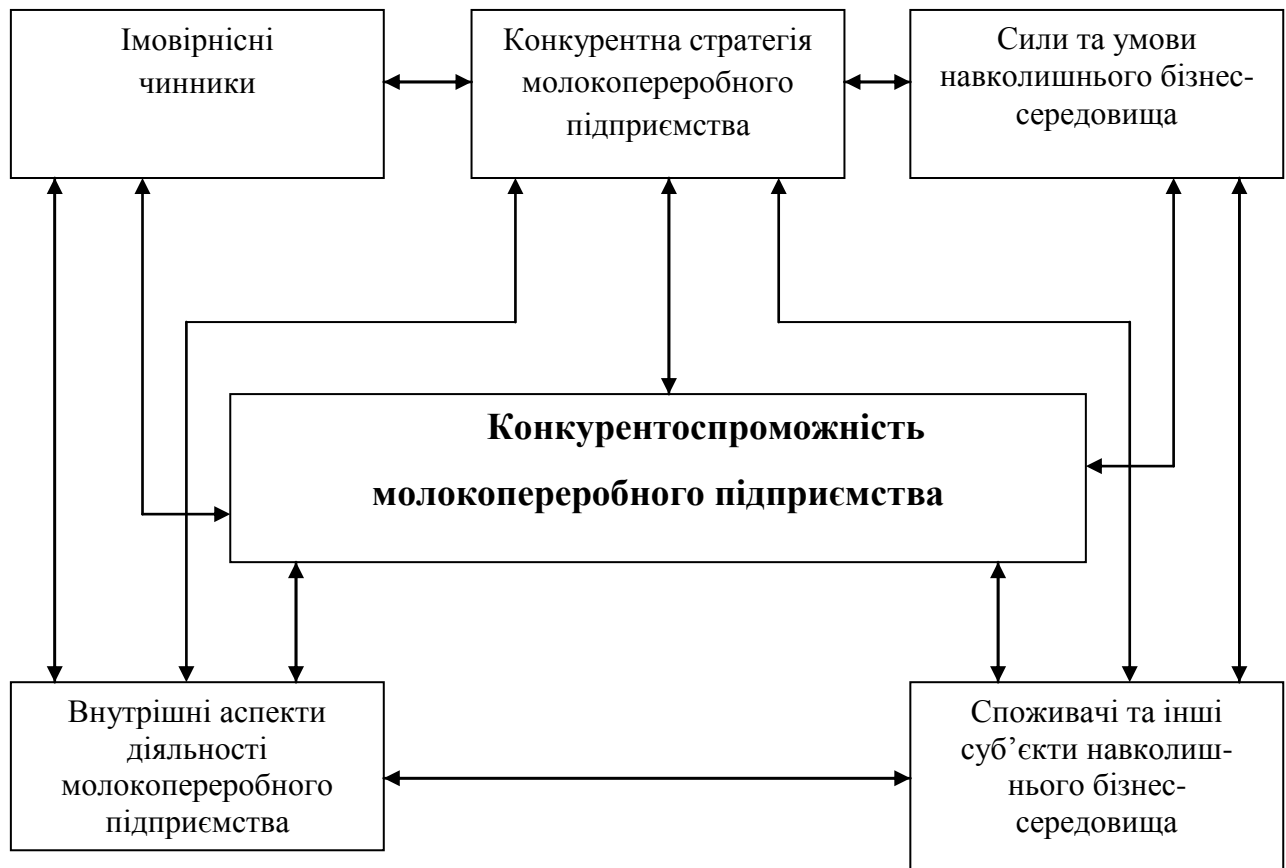 Імовірнісні
чинники
Конкурентна стратегія
молокопереробного
підприємства
Сили та умови
навколишнього бізнес-
середовища
Конкурентоспроможність
молокопереробного підприємства
Внутрішні аспекти
діяльності
молокопереробного
підприємства
Споживачі та інші
суб’єкти навколиш-
нього бізнес-
середовища